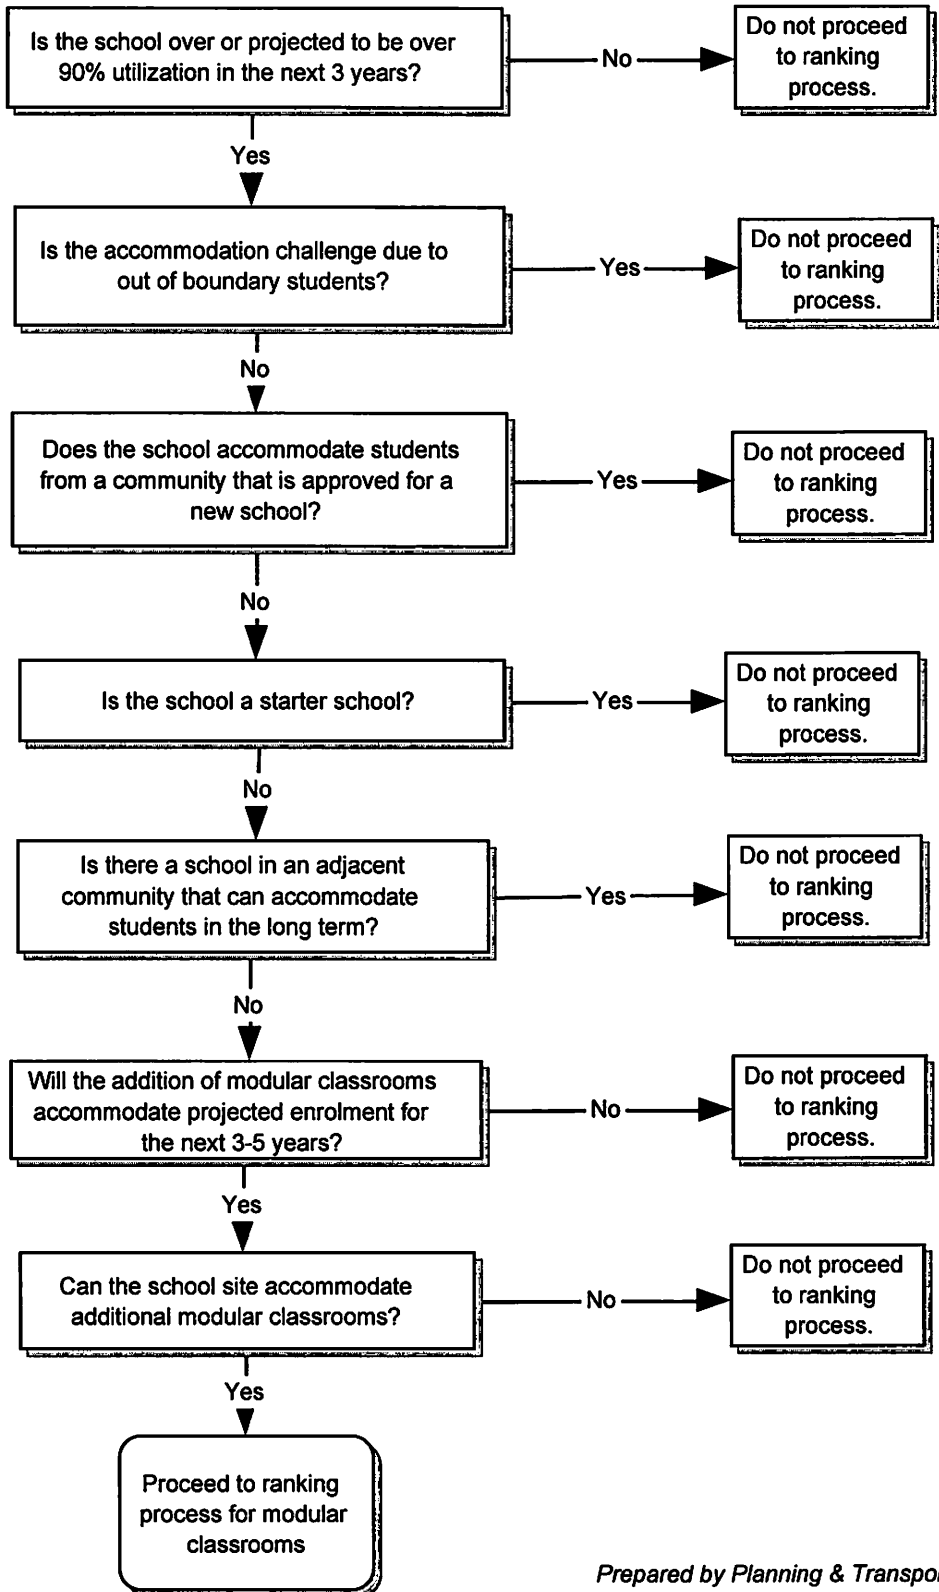 Is the school over or projected to be over
90% utilization in the next 3 years?
No
Do not proceed
to ranking
process.
Yes
Is the accommodation challenge due to
out of boundary students?
Yes
Do not proceed
to ranking
process.
No
Does the school accommodate students
from a community that is approved for a
new school?
Yes
Do not proceed
to ranking
process.
No
Is the school a starter school?
Yes
Do not proceed
to ranking
process.
No
Is there a school in an adjacent
community that can accommodate
students in the long term?
Yes
Do not proceed
to ranking
process.
No
Will the addition of modular classrooms
accommodate projected enrolment for
the next 3-5 years?
No
Do not proceed
to ranking
process.
Yes
Can the school site accommodate
additional modular classrooms?
No
Do not proceed
to ranking
process.
Yes
Proceed to ranking
process for modular
classrooms
Prepared by Planning & Transpo